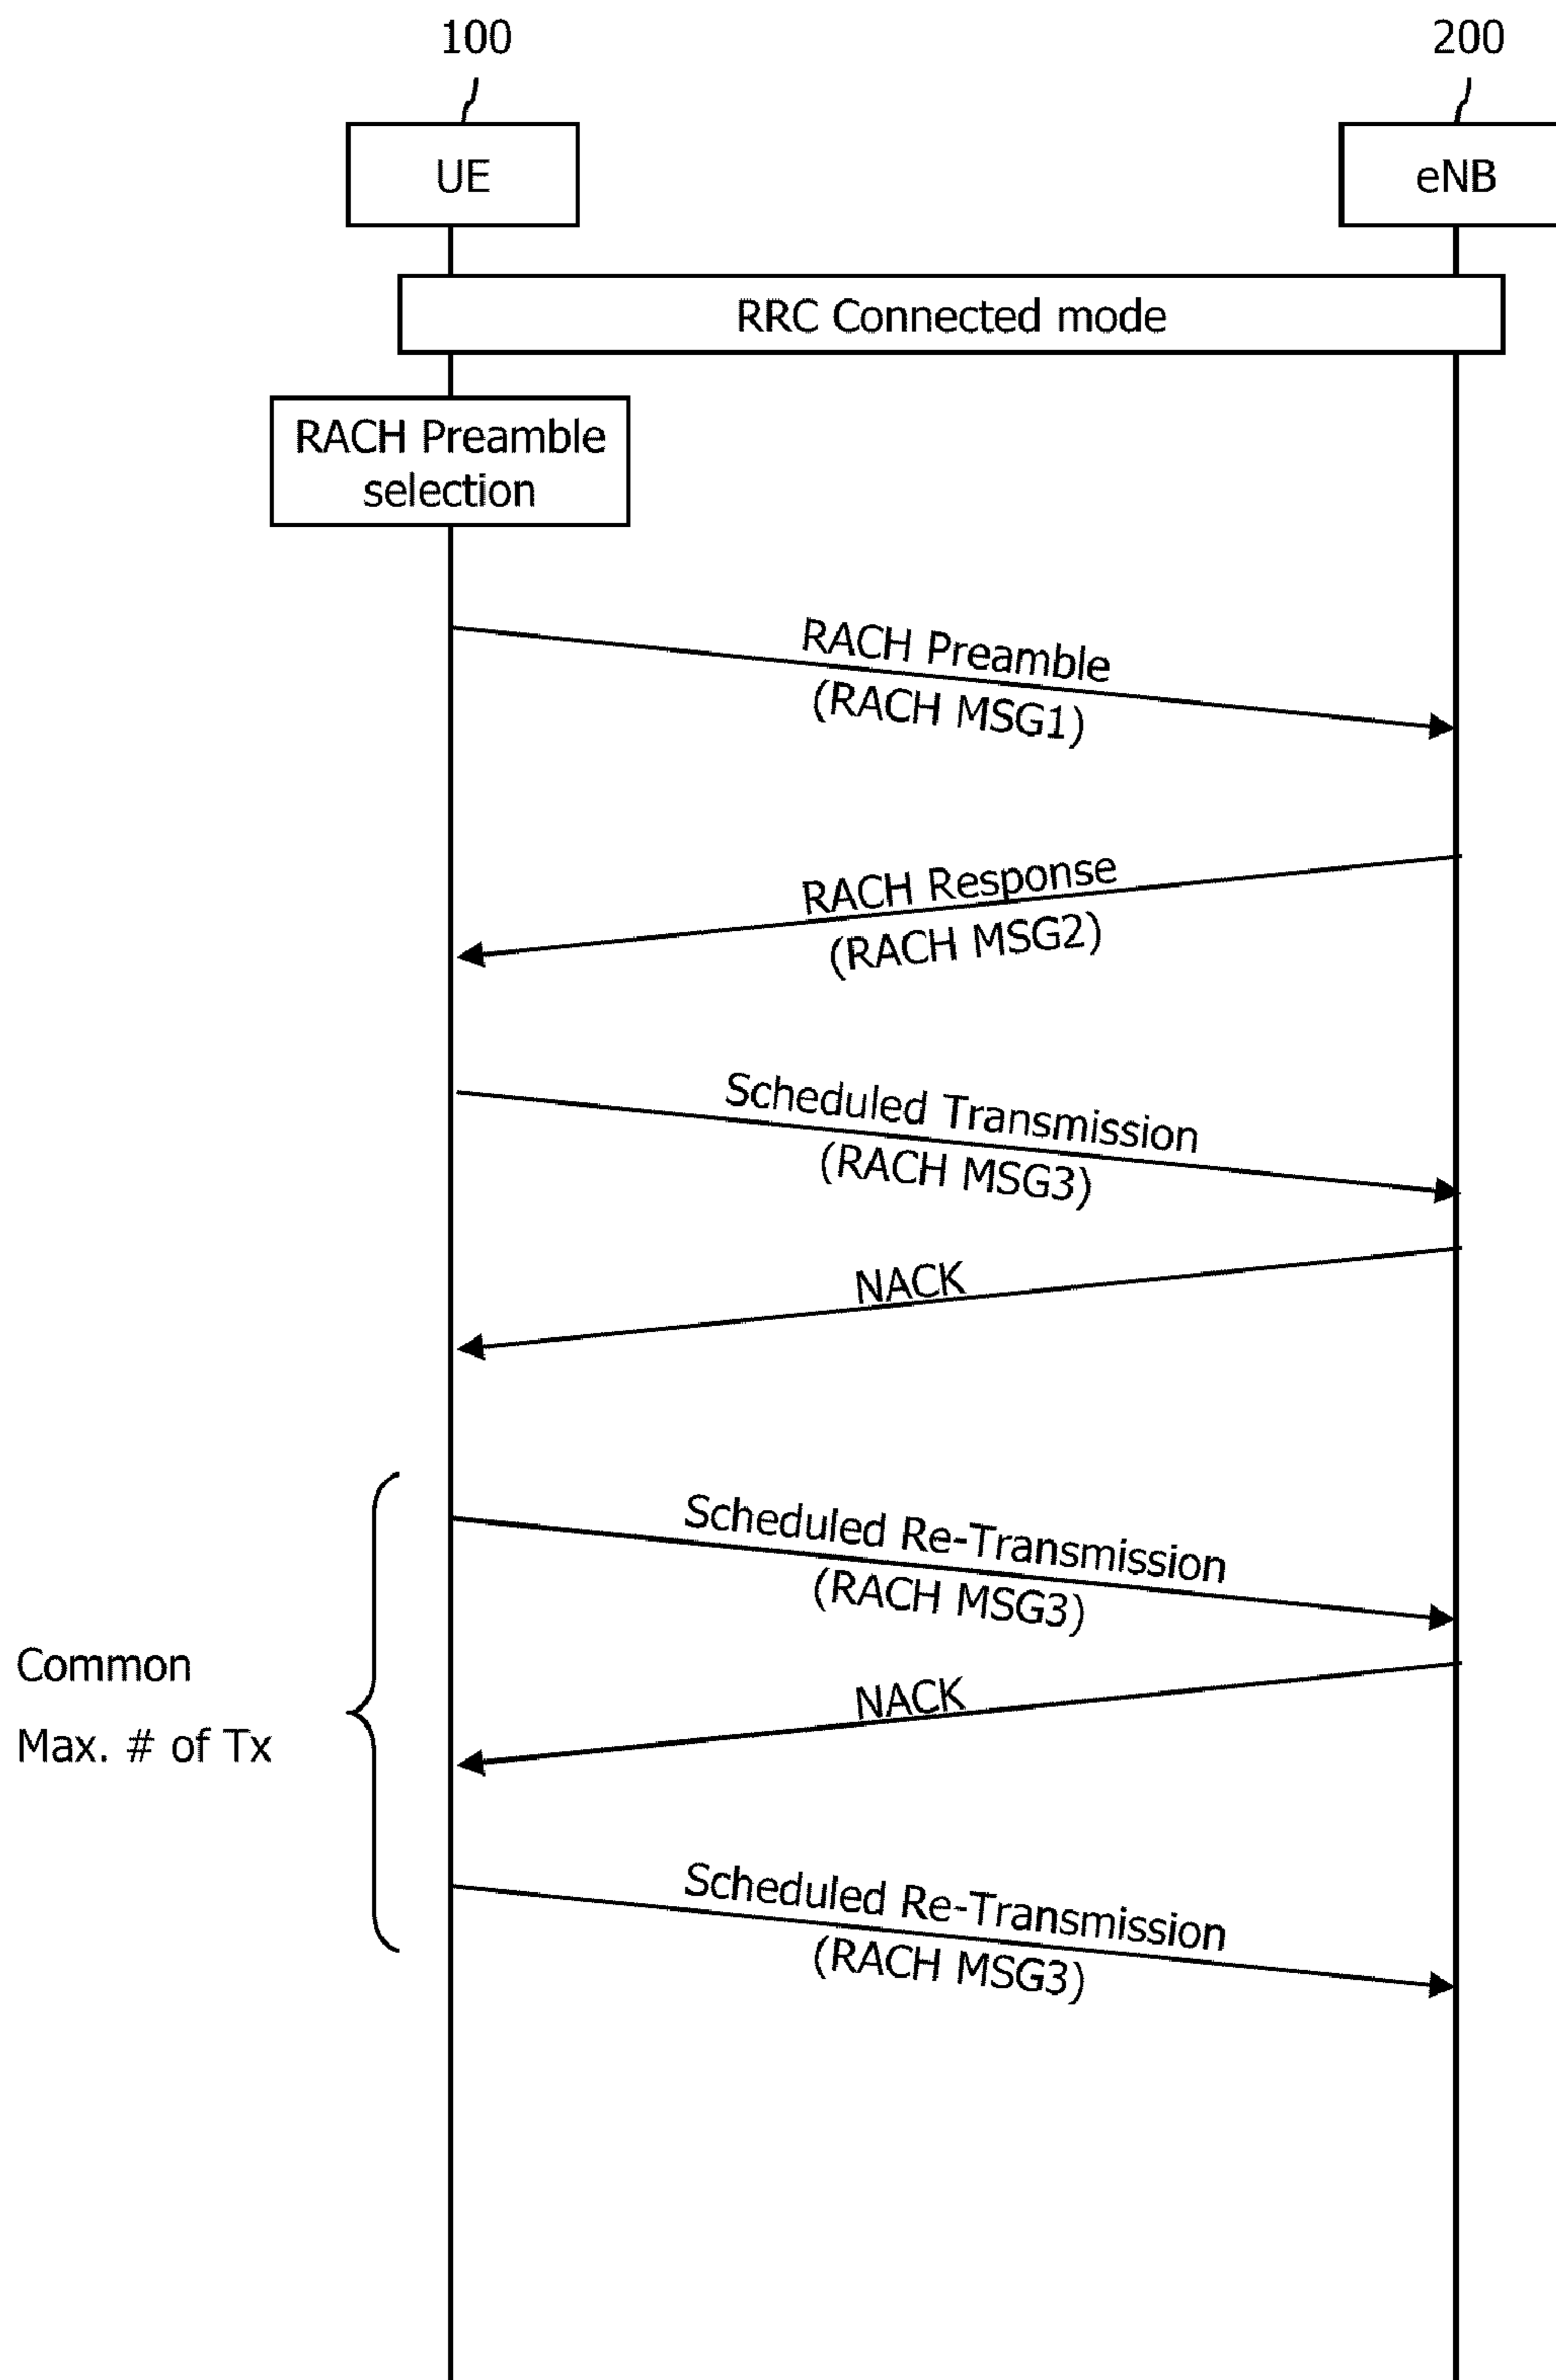 100
200
UE
eNB
RRC Connected mode
RACH Preamble
selection
RACH Preamble
(RACH MSG1)
RACH Response
(RACH MSG2)
Scheduled Transmission
(RACH MSG3)
NACK
Scheduled Re-Transmission
(RACH MSG3)
Common
Max. # of Tx
NACK
Scheduled Re-Transmission
(RACH MSG3)